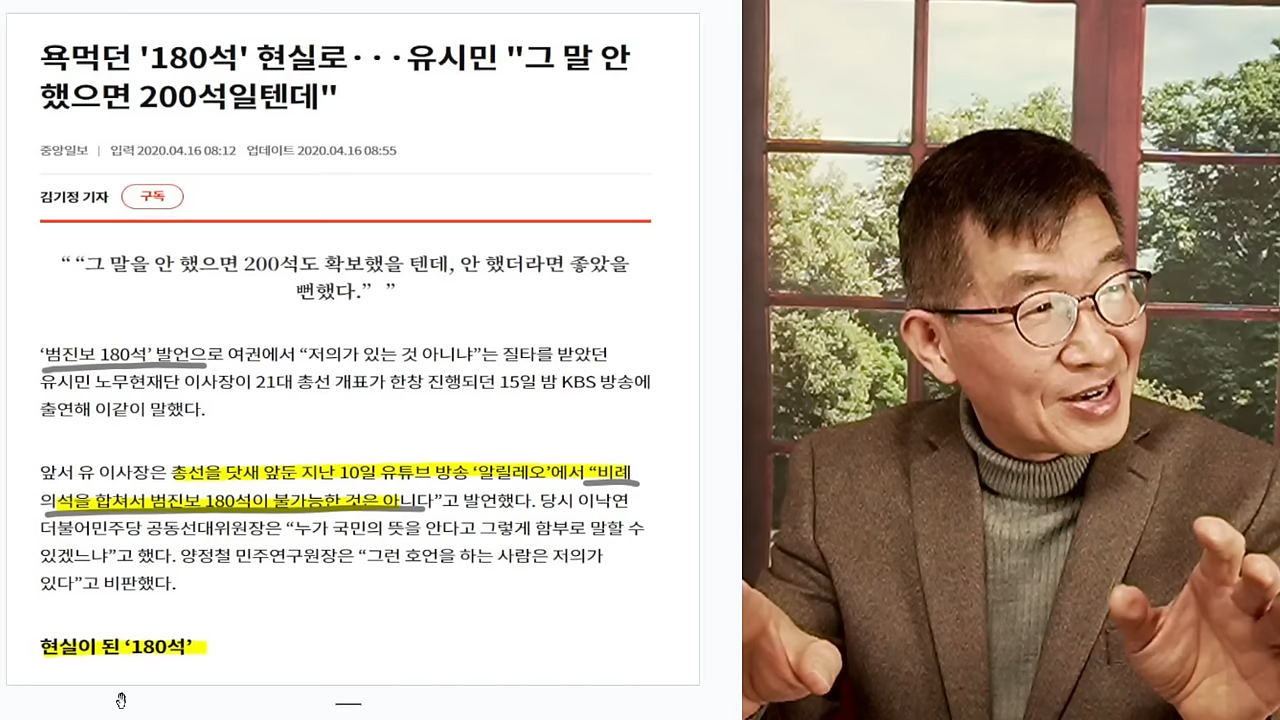 욕먹던 '180석' 현실로···유시민 "그 말 안
했으면 200석일텐데"
중앙일보 | 입력 2020.04.16 08:12 업데이트 2020.04.16 08:55
김기정 기자 구독
“ “그 말을 안 했으면 200석도 확보했을 텐데, 안 했더라면 좋았을
뻔했다.” ”
‘범진보 180석’ 발언으로 여권에서 “저의가 있는 것 아니냐”는 질타를 받았던
유시민 노무현재단 이사장이 21대 총선 개표가 한창 진행되던 15일 밤 KBS 방송에
출연해 이같이 말했다.
앞서 유 이사장은 총선을 닷새 앞둔 지난 10일 유튜브 방송 ‘알릴레오’에서 “비례
의석을 합쳐서 범진보 180석이 불가능한 것은 아니다”고 발언했다. 당시 이낙연
더불어민주당 공동선대위원장은 “누가 국민의 뜻을 안다고 그렇게 함부로 말할 수
있겠느냐”고 했다. 양정철 민주연구원장은 “그런 호언을 하는 사람은 저의가
있다”고 비판했다.
현실이 된 ‘180석’